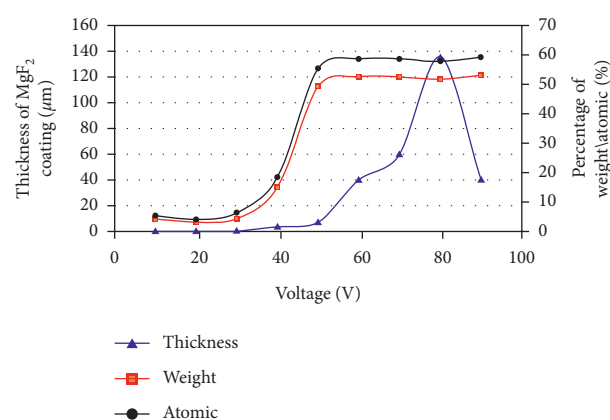 160
140
120
100
80
60
40
20
0
Thickness of MgF2
coating (μm)
70
60
50
40
30
20
10
0
Percentage of
weight\atomic (%)
0 20 40 60 80 100
Voltage (V)
Thickness
Weight
Atomic